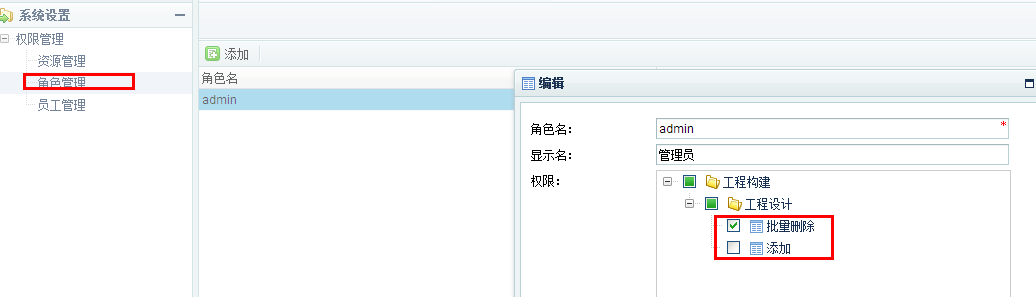 系统设置
权限管理
资源管理
角色管理
员工管理
添加
角色名
admin
编辑
角色名：
admin
*
显示名：
管理员
权限：
工程构建
工程设计
批量删除
添加